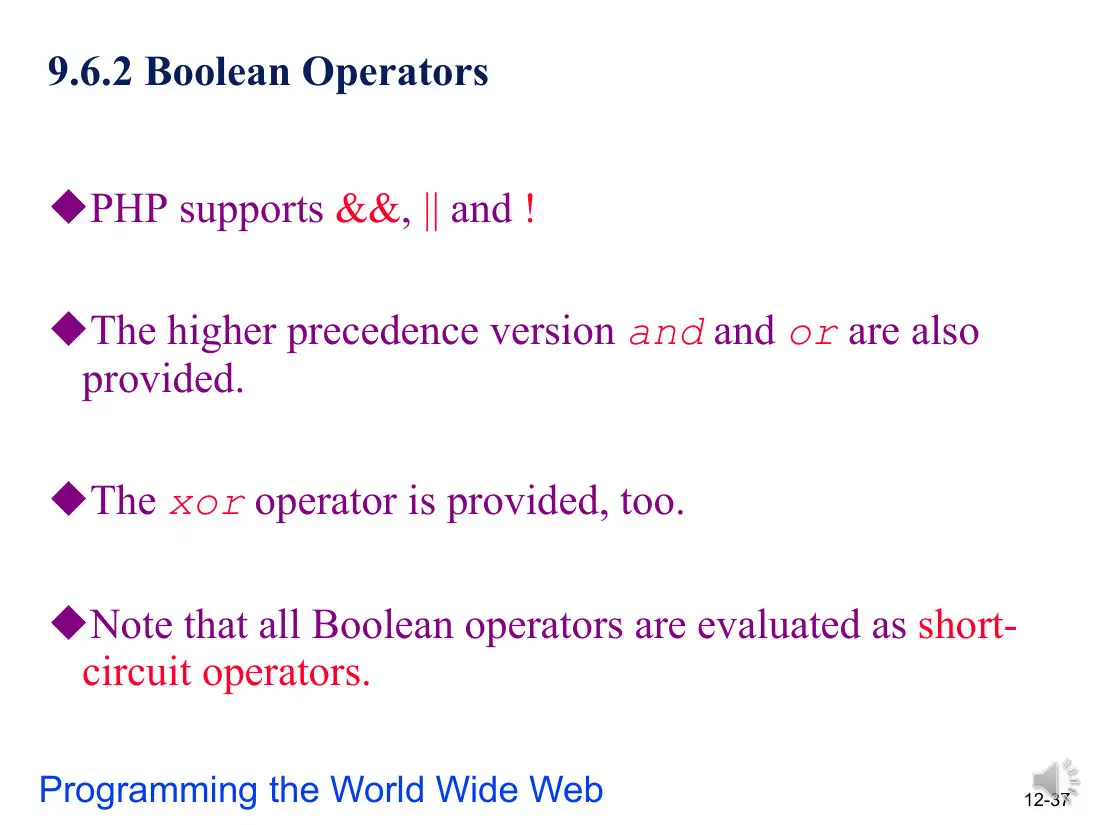 9.6.2 Boolean Operators
◆PHP supports &&, || and !
◆The higher precedence version and and or are also
provided.
◆The xor operator is provided, too.
◆Note that all Boolean operators are evaluated as short-
circuit operators.
Programming the World Wide Web
12-37